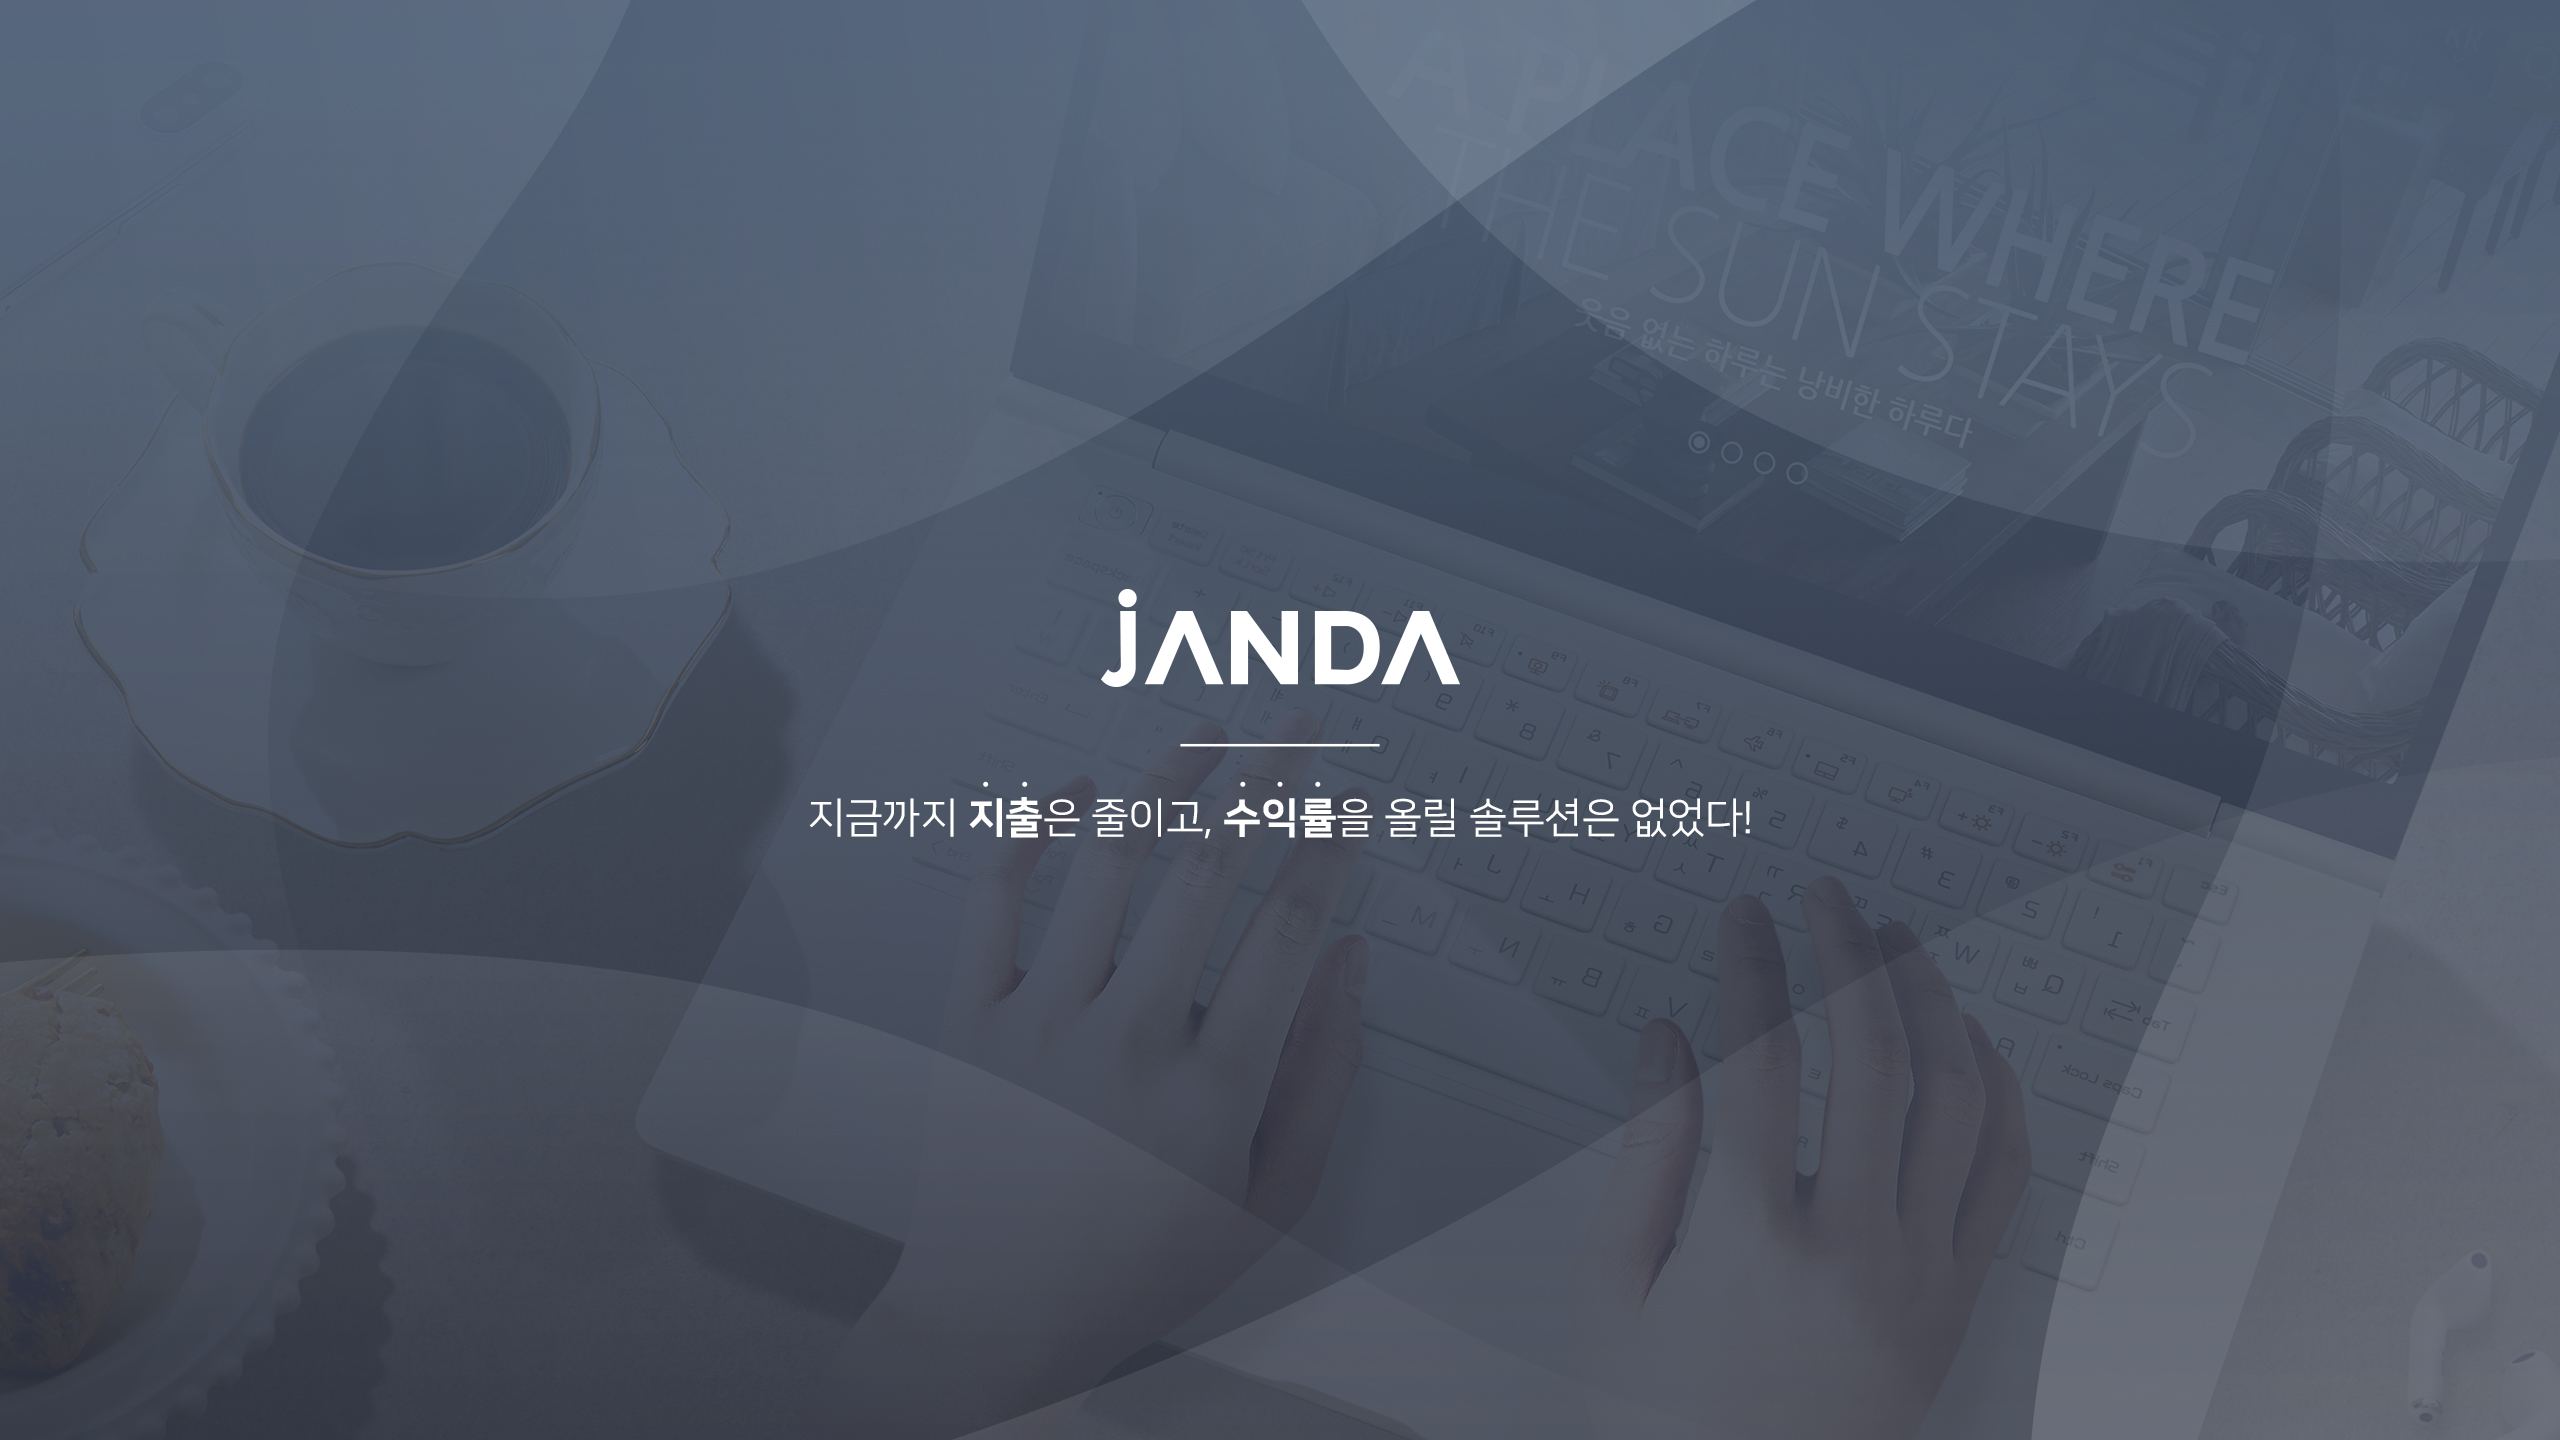 A PLACE WHERE
THE SUN STAYS
웃음 없는 하루는 낭비한 하루다
jANDA
지금까지 지출은 줄이고, 수익률을 올릴 솔루션은 없었다!